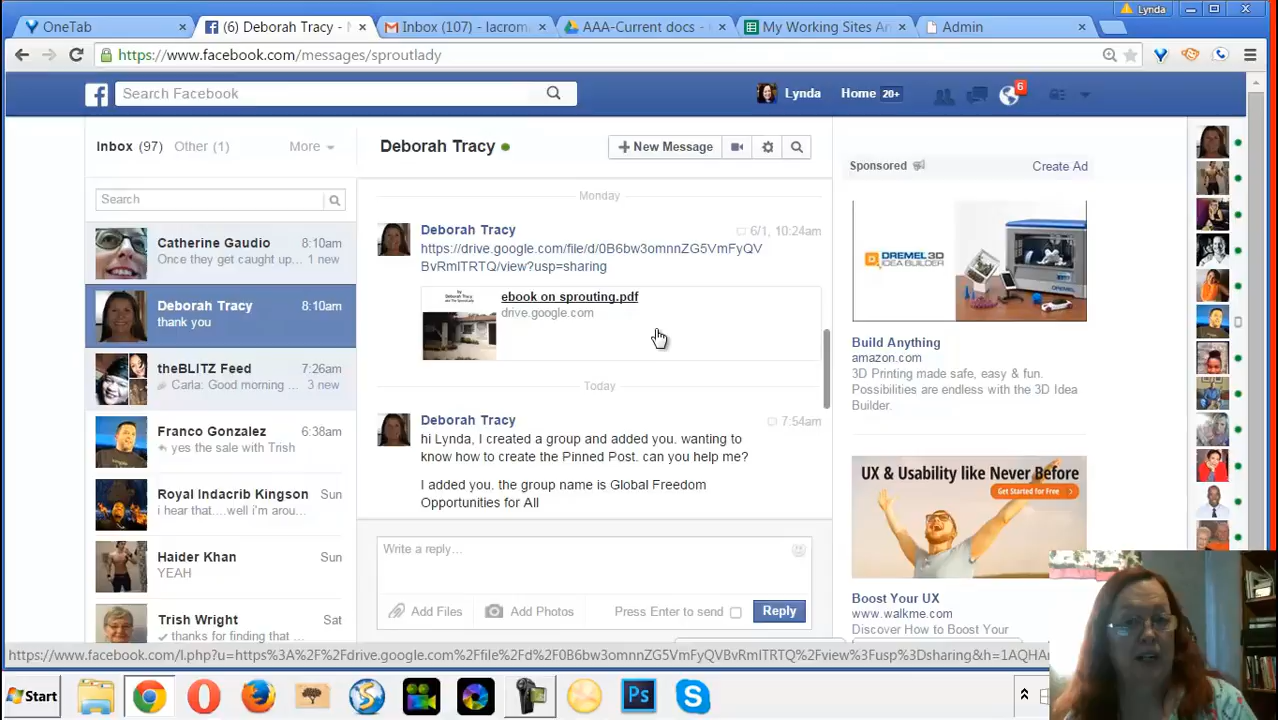 Lynda
OneTab
(6) Deborah Tracy -
Inbox (107) - lacrom
AAA-Current docs -
My Working Sites An
Admin
https://www.facebook.com/messages/sproutlady
Search Facebook
Lynda
Home 20+
6
Inbox (97)
Other (1)
More
Deborah Tracy
New Message
Search
Catherine Gaudio
8:10am
Once they get caught up...
1 new
Deborah Tracy
8:10am
thank you
theBLITZ Feed
7:26am
Carla: Good morning ...
3 new
Franco Gonzalez
6:38am
yes the sale with Trish
Royal Indacrib Kingson
Sun
i hear that....well i'm arou...
Haider Khan
Sun
YEAH
Trish Wright
Sat
thanks for finding that ...
Monday
Deborah Tracy
6/1, 10:24am
https://drive.google.com/file/d/0B6bw3omnnZG5VmFyQV
BvRmlTRTQ/view?usp=sharing
ebook on sprouting.pdf
drive.google.com
Today
Deborah Tracy
7:54am
hi Lynda, I created a group and added you. wanting to
know how to create the Pinned Post. can you help me?
I added you. the group name is Global Freedom
Opportunities for All
Write a reply...
Add Files
Add Photos
Press Enter to send
Reply
Sponsored
Create Ad
DREMEL 3D
IDEA BUILDER
Build Anything
amazon.com
3D Printing made safe, easy & fun.
Possibilities are endless with the 3D Idea
Builder.
UX & Usability like Never Before
Get Started for Free
Boost Your UX
www.walkme.com
Discover How to Boost Your
https://www.facebook.com/l.php?u=https%3A%2F%2Fdrive.google.com%2Ffile%2Fd%2F0B6bw3omnnZG5VmFyQVBvRmlTRTQ%2Fview%3Fusp%3Dsharing&h=1AQHA
Start
Ps